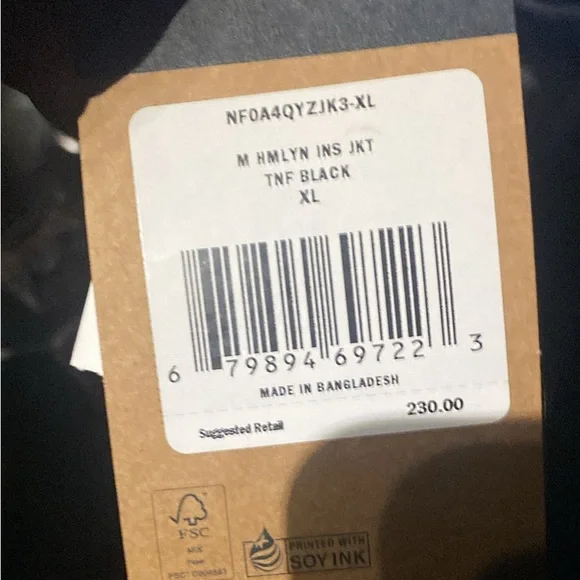 NF0A4QYZJK3-XL
M HMLYN INS JKT
TNF BLACK
XL
6 79894 69722 3
MADE IN BANGLADESH
Suggested Retail 230.00
FSC
MIX
Paper
PRINTED WITH
SOY INK